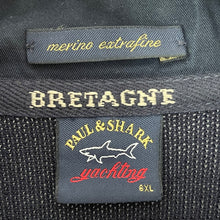 merino extrafine
BRETAGNE
PAUL & SHARK
yachting
6XL